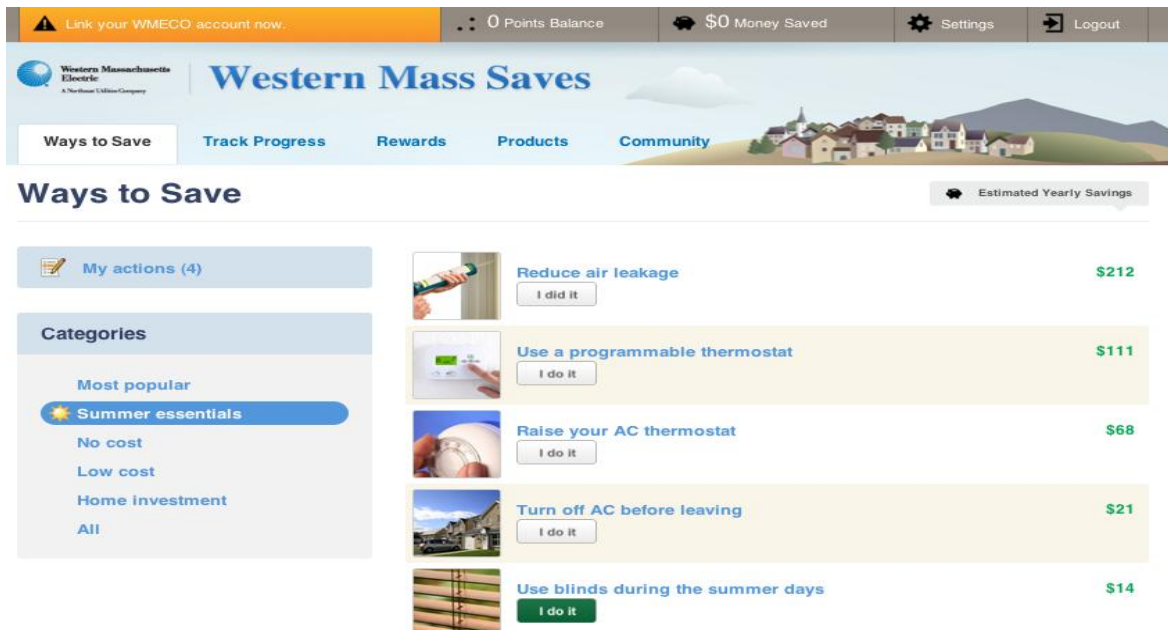 Link your WMECO account now.
0 Points Balance
$0 Money Saved
Settings
Logout
Western Massachusetts
Electric
A Northeast Utilities Company
Western Mass Saves
Ways to Save
Track Progress
Rewards
Products
Community
Ways to Save
Estimated Yearly Savings
My actions (4)
Categories
Most popular
Summer essentials
No cost
Low cost
Home investment
All
Reduce air leakage
$212
I did it
Use a programmable thermostat
$111
I do it
Raise your AC thermostat
$68
I do it
Turn off AC before leaving
$21
I do it
Use blinds during the summer days
$14
I do it